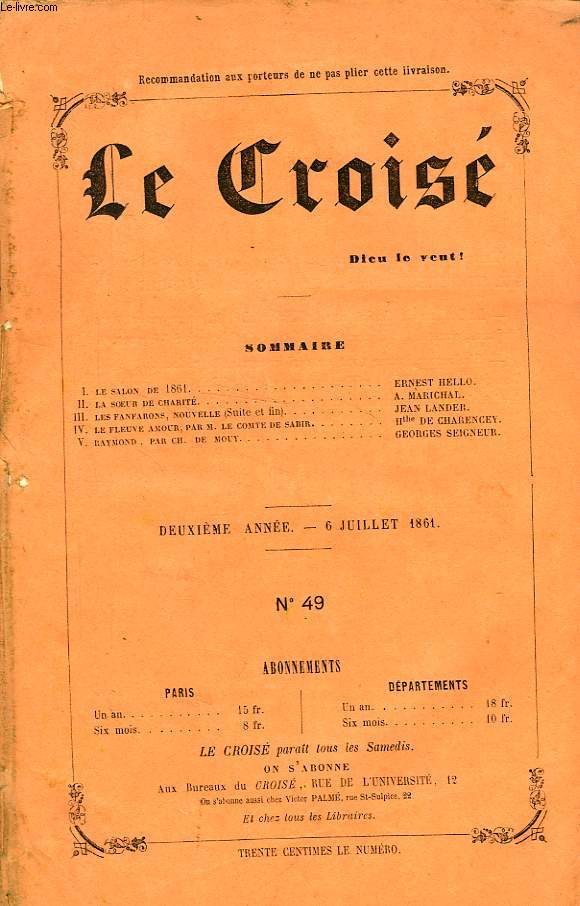 Le-livre.com
Recommandation aux porteurs de ne pas plier cette livraison.
Le Croisé
Dieu le veut!
SOMMAIRE
I. LE SALON DE 1861. . . . . . . . . . . . . . . . . . . . . ERNEST HELLO.
II. LA SŒUR DE CHARITÉ. . . . . . . . . . . . . . . . . . . . A. MARICHAL.
III. LES FANFARONS, NOUVELLE (Suite et fin). . . . . . . . . . JEAN LANDER.
IV. LE FLEUVE AMOUR, PAR M. LE COMTE DE SABIR. . . . . . . . Hthe DE CHARENCEY.
V. RAYMOND, PAR CH. DE MOUY. . . . . . . . . . . . . . . . GEORGES SEIGNEUR.
DEUXIÈME ANNÉE. — 6 JUILLET 1861.
N° 49
ABONNEMENTS
PARIS
Un an. . . . . . . . . . 15 fr.
Six mois. . . . . . . . . 8 fr.
DÉPARTEMENTS
Un an. . . . . . . . . . . 18 fr.
Six mois. . . . . . . . . . 10 fr.
LE CROISÉ paraît tous les Samedis.
ON S'ABONNE
Aux Bureaux du CROISÉ, RUE DE L'UNIVERSITÉ, 12
On s'abonne aussi chez Victor PALMÉ, rue St-Sulpice, 22
Et chez tous les Libraires.
TRENTE CENTIMES LE NUMÉRO.